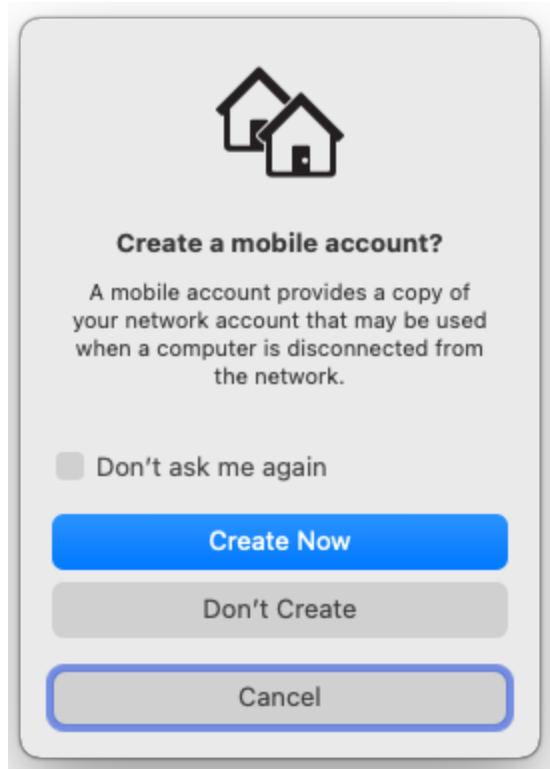 Create a mobile account?
A mobile account provides a copy of
your network account that may be used
when a computer is disconnected from
the network.
Don’t ask me again
Create Now
Don’t Create
Cancel